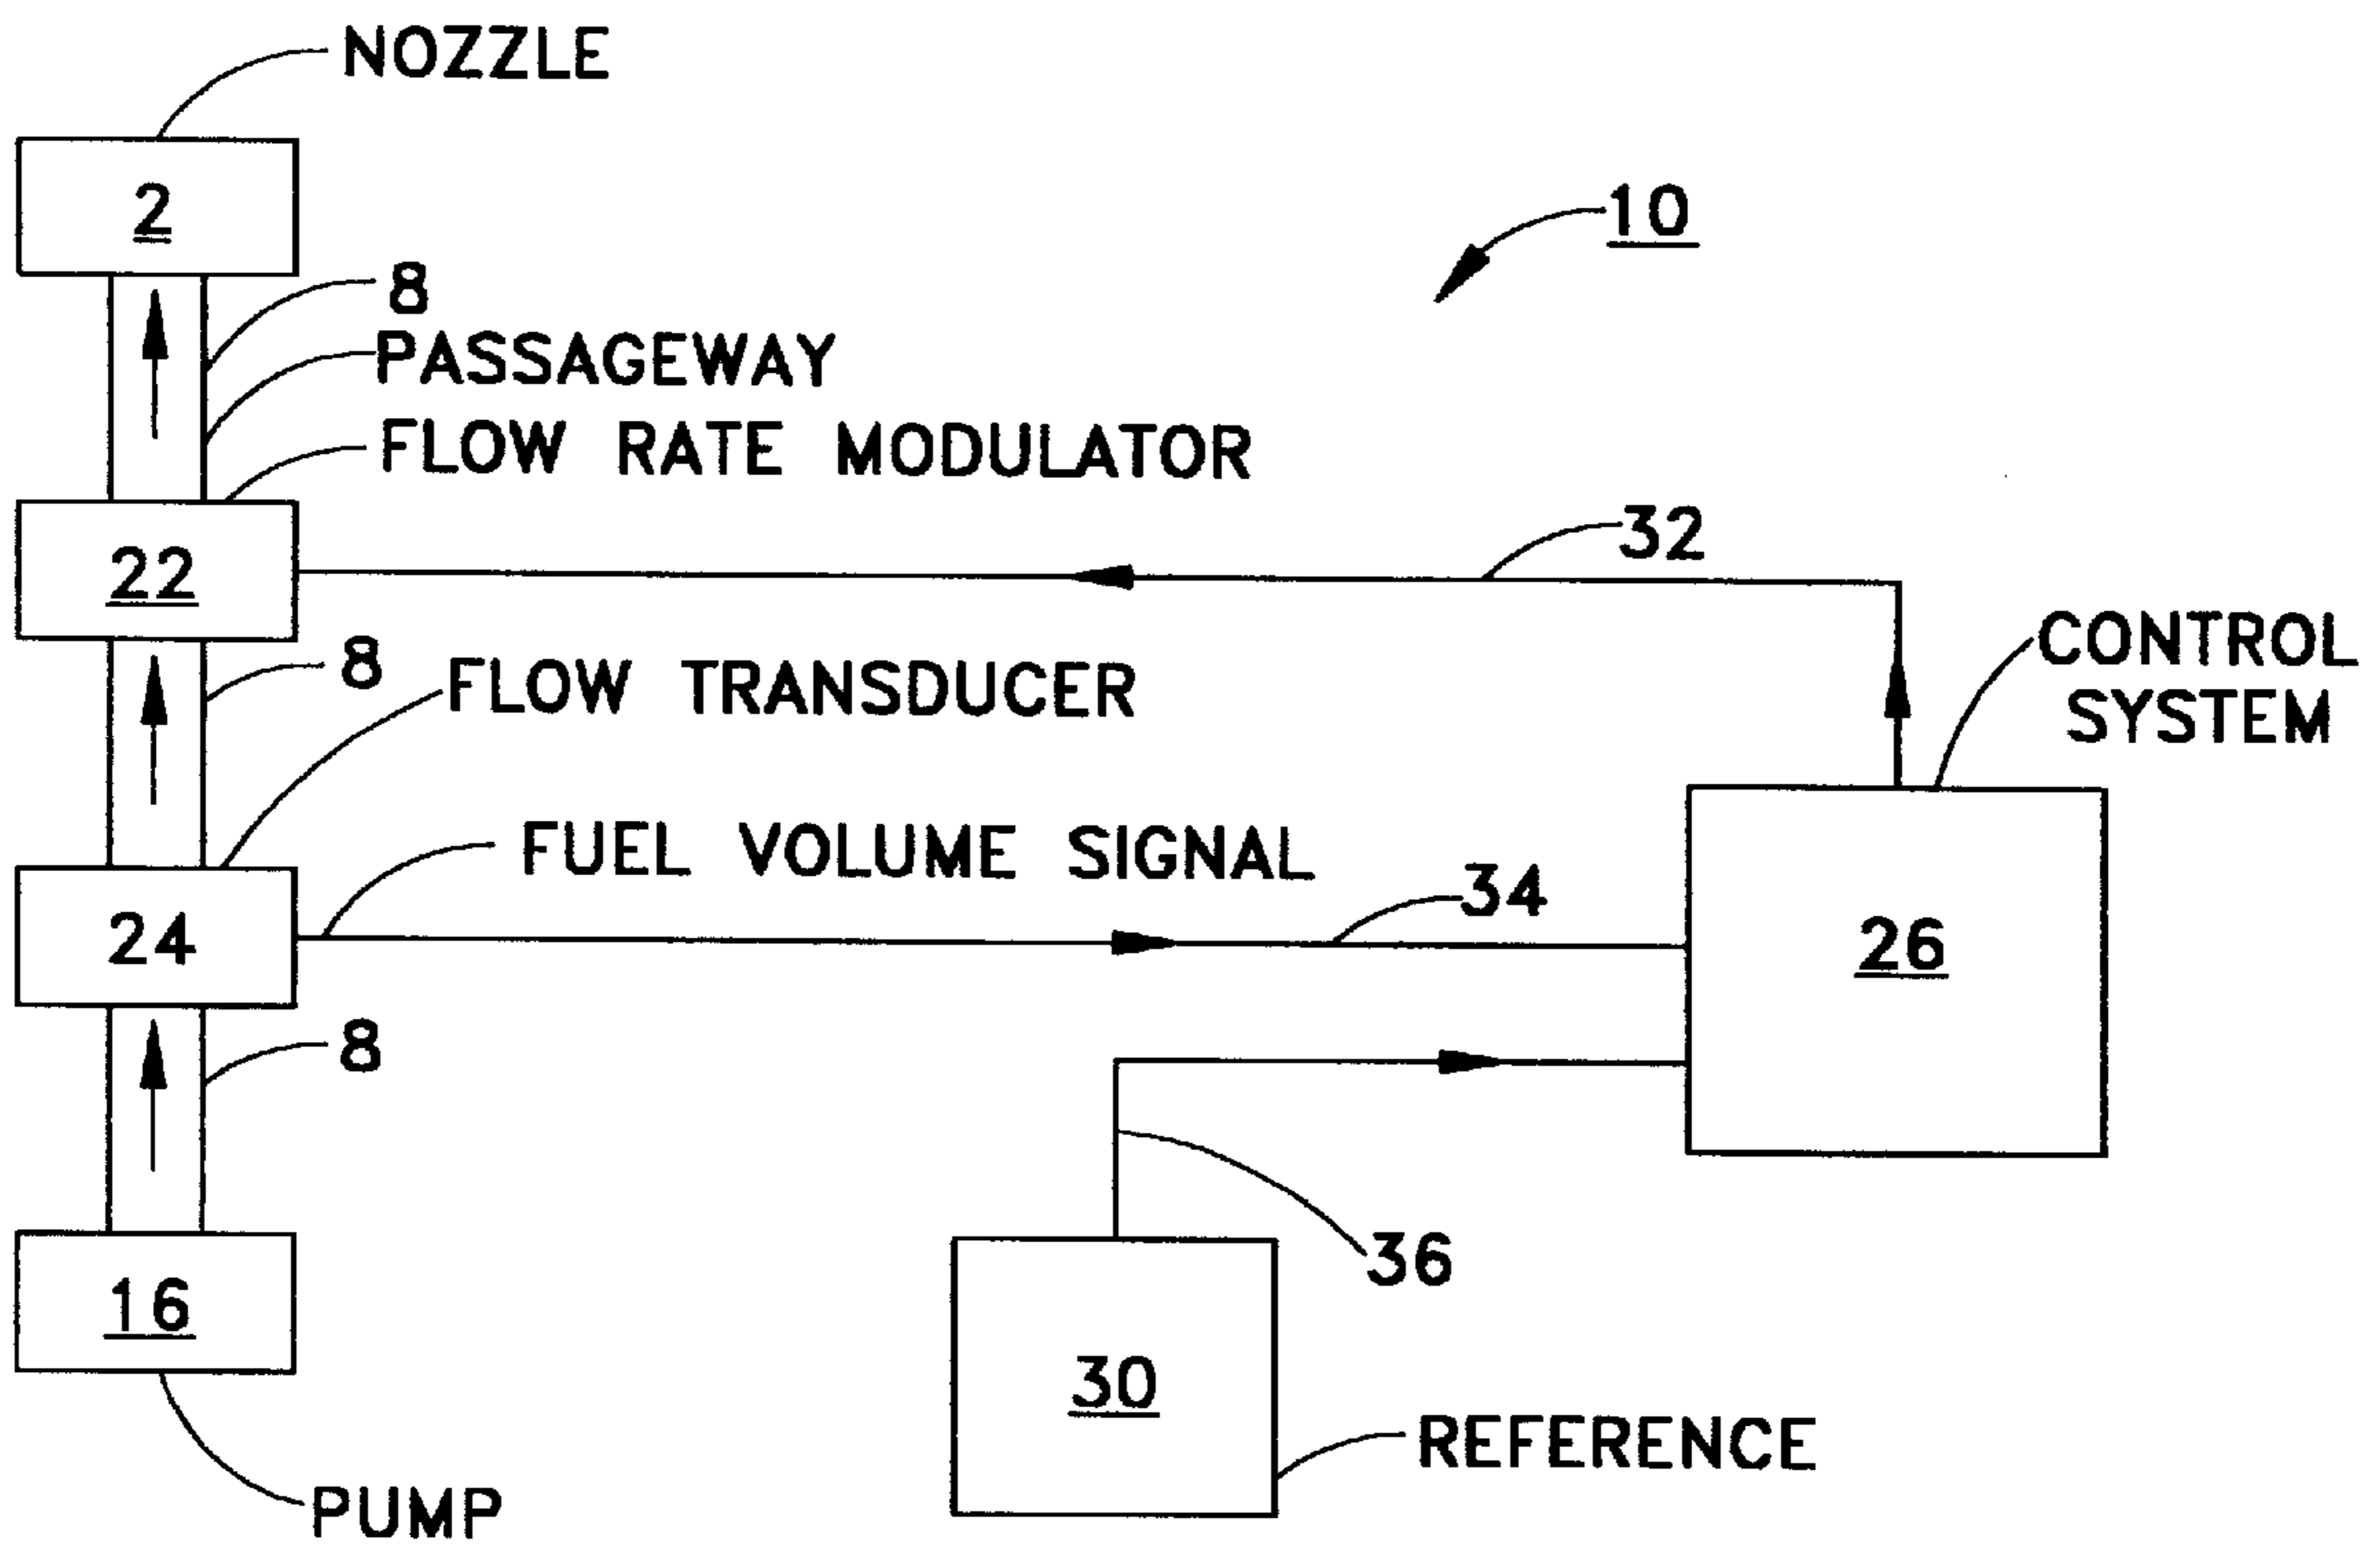 NOZZLE
2
10
8
PASSAGEWAY
FLOW RATE MODULATOR
32
22
CONTROL
SYSTEM
8
FLOW TRANSDUCER
FUEL VOLUME SIGNAL
34
24
26
8
36
16
30
REFERENCE
PUMP